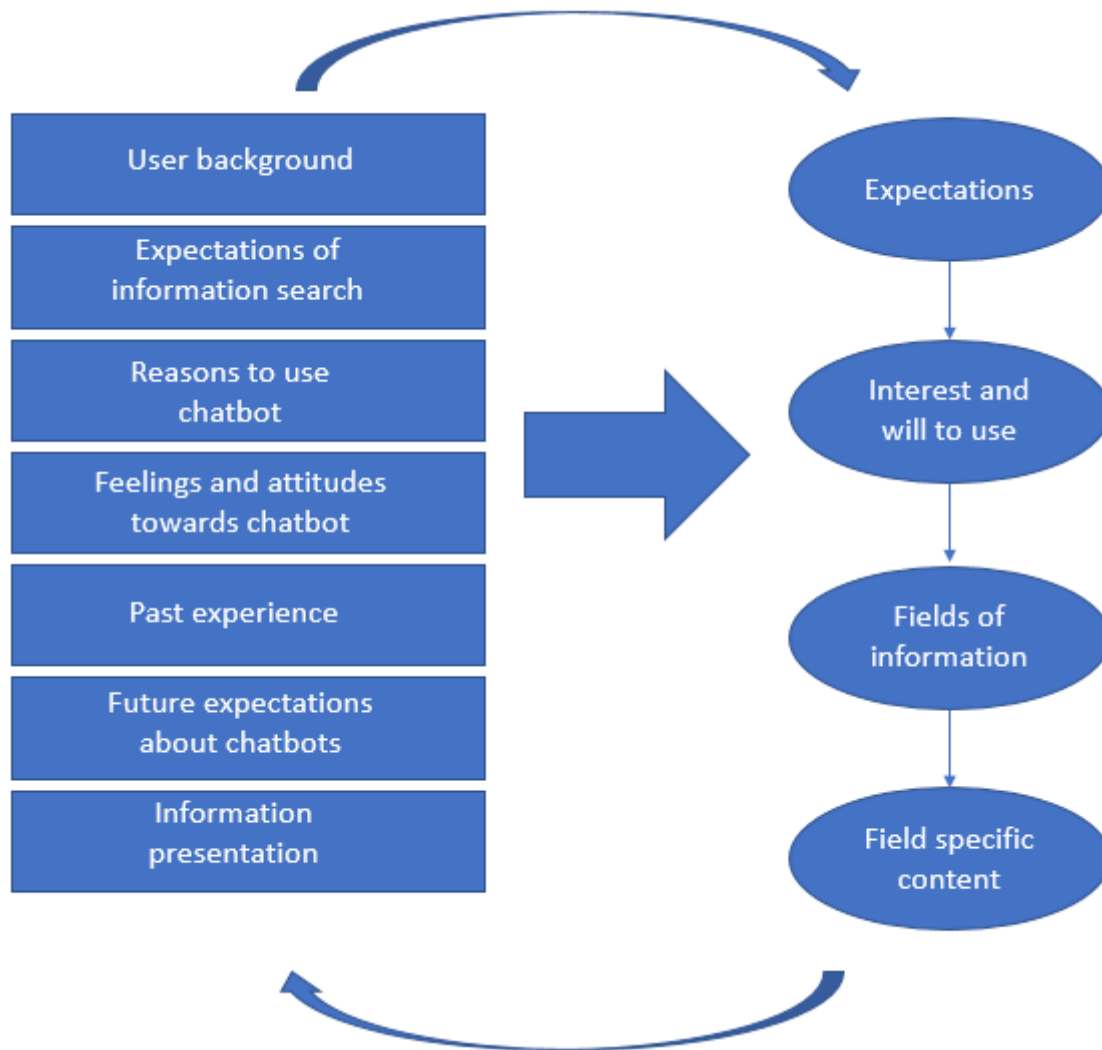 User background
Expectations of
information search
Reasons to use
chatbot
Feelings and attitudes
towards chatbot
Past experience
Future expectations
about chatbots
Information
presentation
Expectations
Interest and
will to use
Fields of
information
Field specific
content